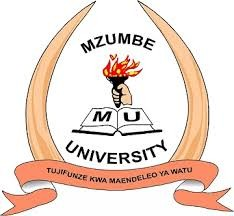 MZUMBE
M U
UNIVERSITY
TUJIFUNZE KWA MAENDELEO YA WATU